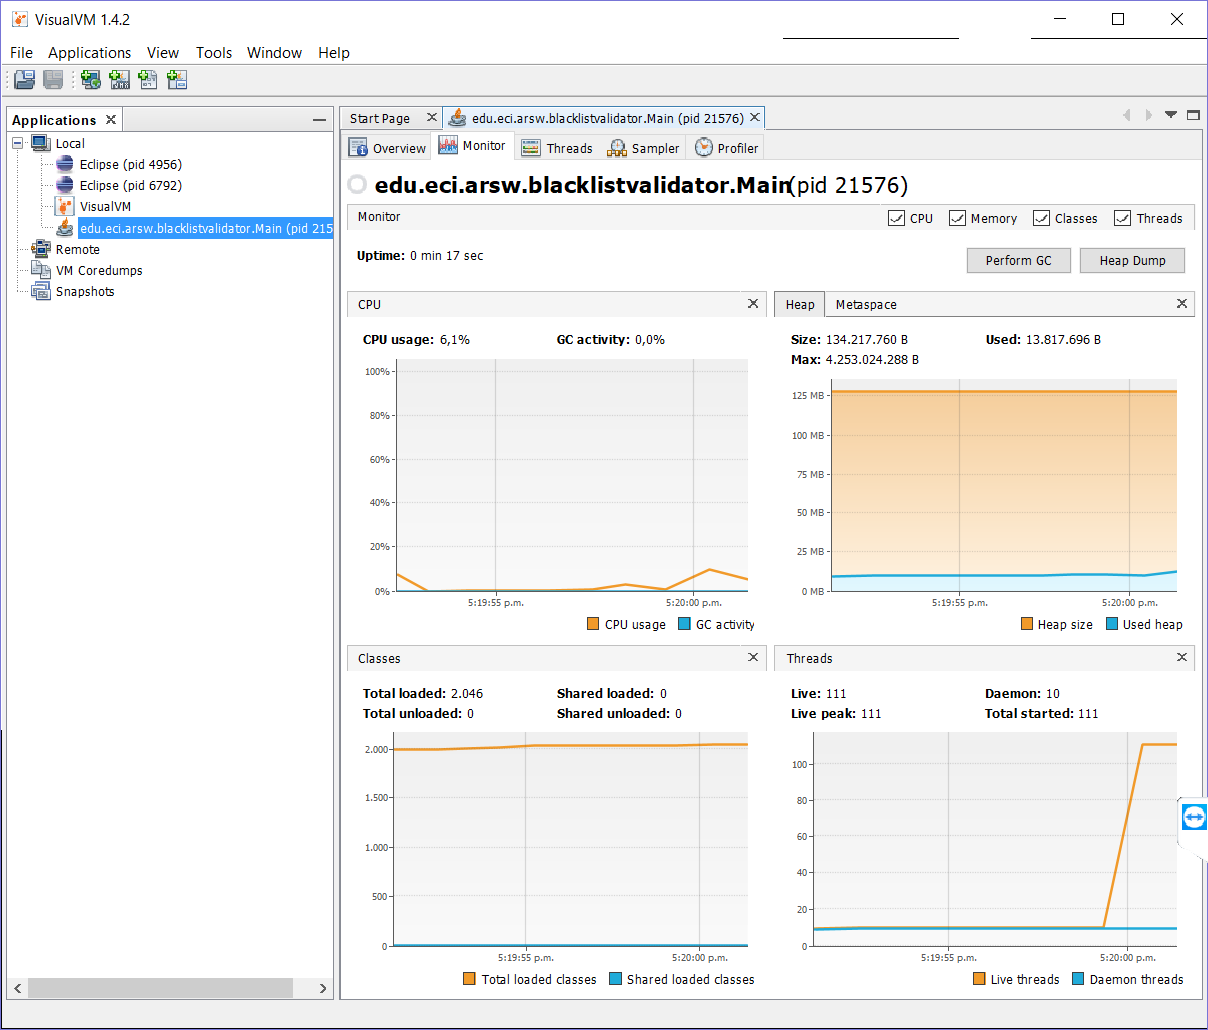 VisualVM 1.4.2
File Applications View Tools Window Help
Applications
Local
Eclipse (pid 4956)
Eclipse (pid 6792)
VisualVM
edu.eci.arsw.blacklistvalidator.Main (pid 215
Remote
VM Coredumps
Snapshots
Start Page edu.eci.arsw.blacklistvalidator.Main (pid 21576)
Overview Monitor Threads Sampler Profiler
edu.eci.arsw.blacklistvalidator.Main (pid 21576)
Monitor CPU Memory Classes Threads
Uptime: 0 min 17 sec Perform GC Heap Dump
CPU
CPU usage: 6,1% GC activity: 0,0%
100%
80%
60%
40%
20%
0%
5:19:55 p.m. 5:20:00 p.m.
CPU usage GC activity
Heap Metaspace
Size: 134.217.760 B Used: 13.817.696 B
Max: 4.253.024.288 B
125 MB
100 MB
75 MB
50 MB
25 MB
0 MB
5:19:55 p.m. 5:20:00 p.m.
Heap size Used heap
Classes
Total loaded: 2.046 Shared loaded: 0
Total unloaded: 0 Shared unloaded: 0
2.000
1.500
1.000
500
0
5:19:55 p.m. 5:20:00 p.m.
Total loaded classes Shared loaded classes
Threads
Live: 111 Daemon: 10
Live peak: 111 Total started: 111
100
80
60
40
20
0
5:19:55 p.m. 5:20:00 p.m.
Live threads Daemon threads